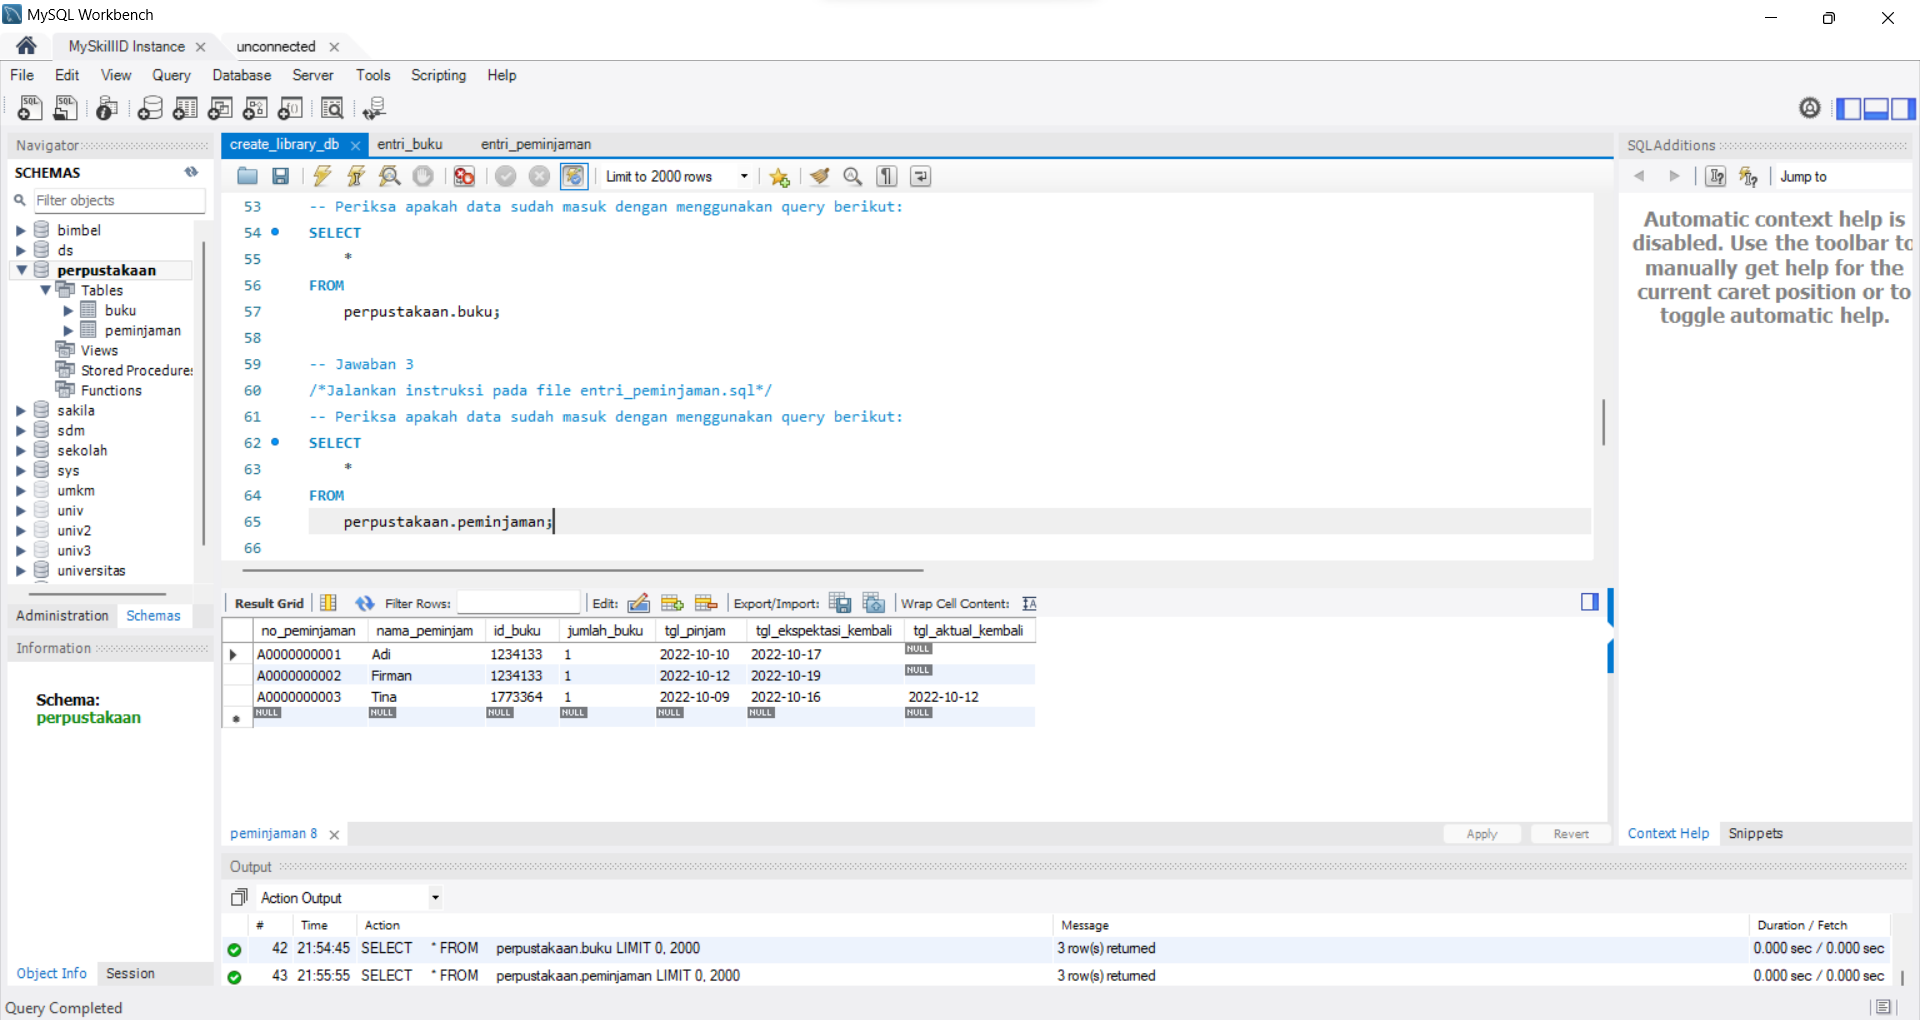 MySQL Workbench
MySkillID Instance
unconnected
File Edit View Query Database Server Tools Scripting Help
Navigator
SCHEMAS
Filter objects
bimbel
ds
perpustakaan
Tables
buku
peminjaman
Views
Stored Procedures
Functions
sakila
sdm
sekolah
sys
umkm
univ
univ2
univ3
universitas
Administration Schemas
Information
Schema:
perpustakaan
Object Info Session
create_library_db entri_buku entri_peminjaman
Limit to 2000 rows
53 -- Periksa apakah data sudah masuk dengan menggunakan query berikut:
54 SELECT
55 *
56 FROM
57 perpustakaan.buku;
58
59 -- Jawaban 3
60 /*Jalankan instruksi pada file entri_peminjaman.sql*/
61 -- Periksa apakah data sudah masuk dengan menggunakan query berikut:
62 SELECT
63 *
64 FROM
65 perpustakaan.peminjaman;
66
Result Grid Filter Rows: Edit: Export/Import: Wrap Cell Content:
no_peminjaman nama_peminjam id_buku jumlah_buku tgl_pinjam tgl_ekspektasi_kembali tgl_aktual_kembali
A0000000001 Adi 1234133 1 2022-10-10 2022-10-17 NULL
A0000000002 Firman 1234133 1 2022-10-12 2022-10-19 NULL
A0000000003 Tina 1773364 1 2022-10-09 2022-10-16 2022-10-12
NULL NULL NULL NULL NULL NULL NULL
peminjaman 8
Apply Revert
SQLAdditions
Jump to
Automatic context help is
disabled. Use the toolbar to
manually get help for the
current caret position or to
toggle automatic help.
Context Help Snippets
Output
Action Output
# Time Action Message Duration / Fetch
42 21:54:45 SELECT * FROM perpustakaan.buku LIMIT 0, 2000 3 row(s) returned 0.000 sec / 0.000 sec
43 21:55:55 SELECT * FROM perpustakaan.peminjaman LIMIT 0, 2000 3 row(s) returned 0.000 sec / 0.000 sec
Query Completed